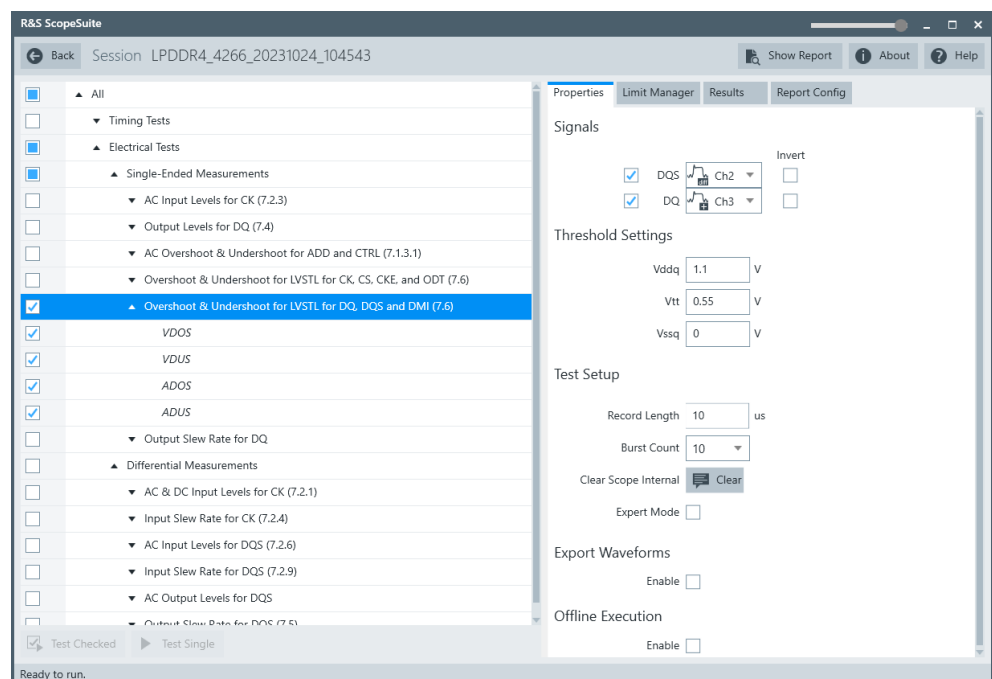 R&S ScopeSuite
Back Session LPDDR4_4266_20231024_104543 Show Report About Help
All
Timing Tests
Electrical Tests
Single-Ended Measurements
AC Input Levels for CK (7.2.3)
Output Levels for DQ (7.4)
AC Overshoot & Undershoot for ADD and CTRL (7.1.3.1)
Overshoot & Undershoot for LVSTL for CK, CS, CKE, and ODT (7.6)
Overshoot & Undershoot for LVSTL for DQ, DQS and DMI (7.6)
VDOS
VDUS
ADOS
ADUS
Output Slew Rate for DQ
Differential Measurements
AC & DC Input Levels for CK (7.2.1)
Input Slew Rate for CK (7.2.4)
AC Input Levels for DQS (7.2.6)
Input Slew Rate for DQS (7.2.9)
AC Output Levels for DQS
Output Slew Rate for DQS (7.5)
Test Checked Test Single
Properties Limit Manager Results Report Config
Signals
Invert
DQS Ch2
DQ Ch3
Threshold Settings
Vddq 1.1 V
Vtt 0.55 V
Vssq 0 V
Test Setup
Record Length 10 us
Burst Count 10
Clear Scope Internal Clear
Expert Mode
Export Waveforms
Enable
Offline Execution
Enable
Ready to run.